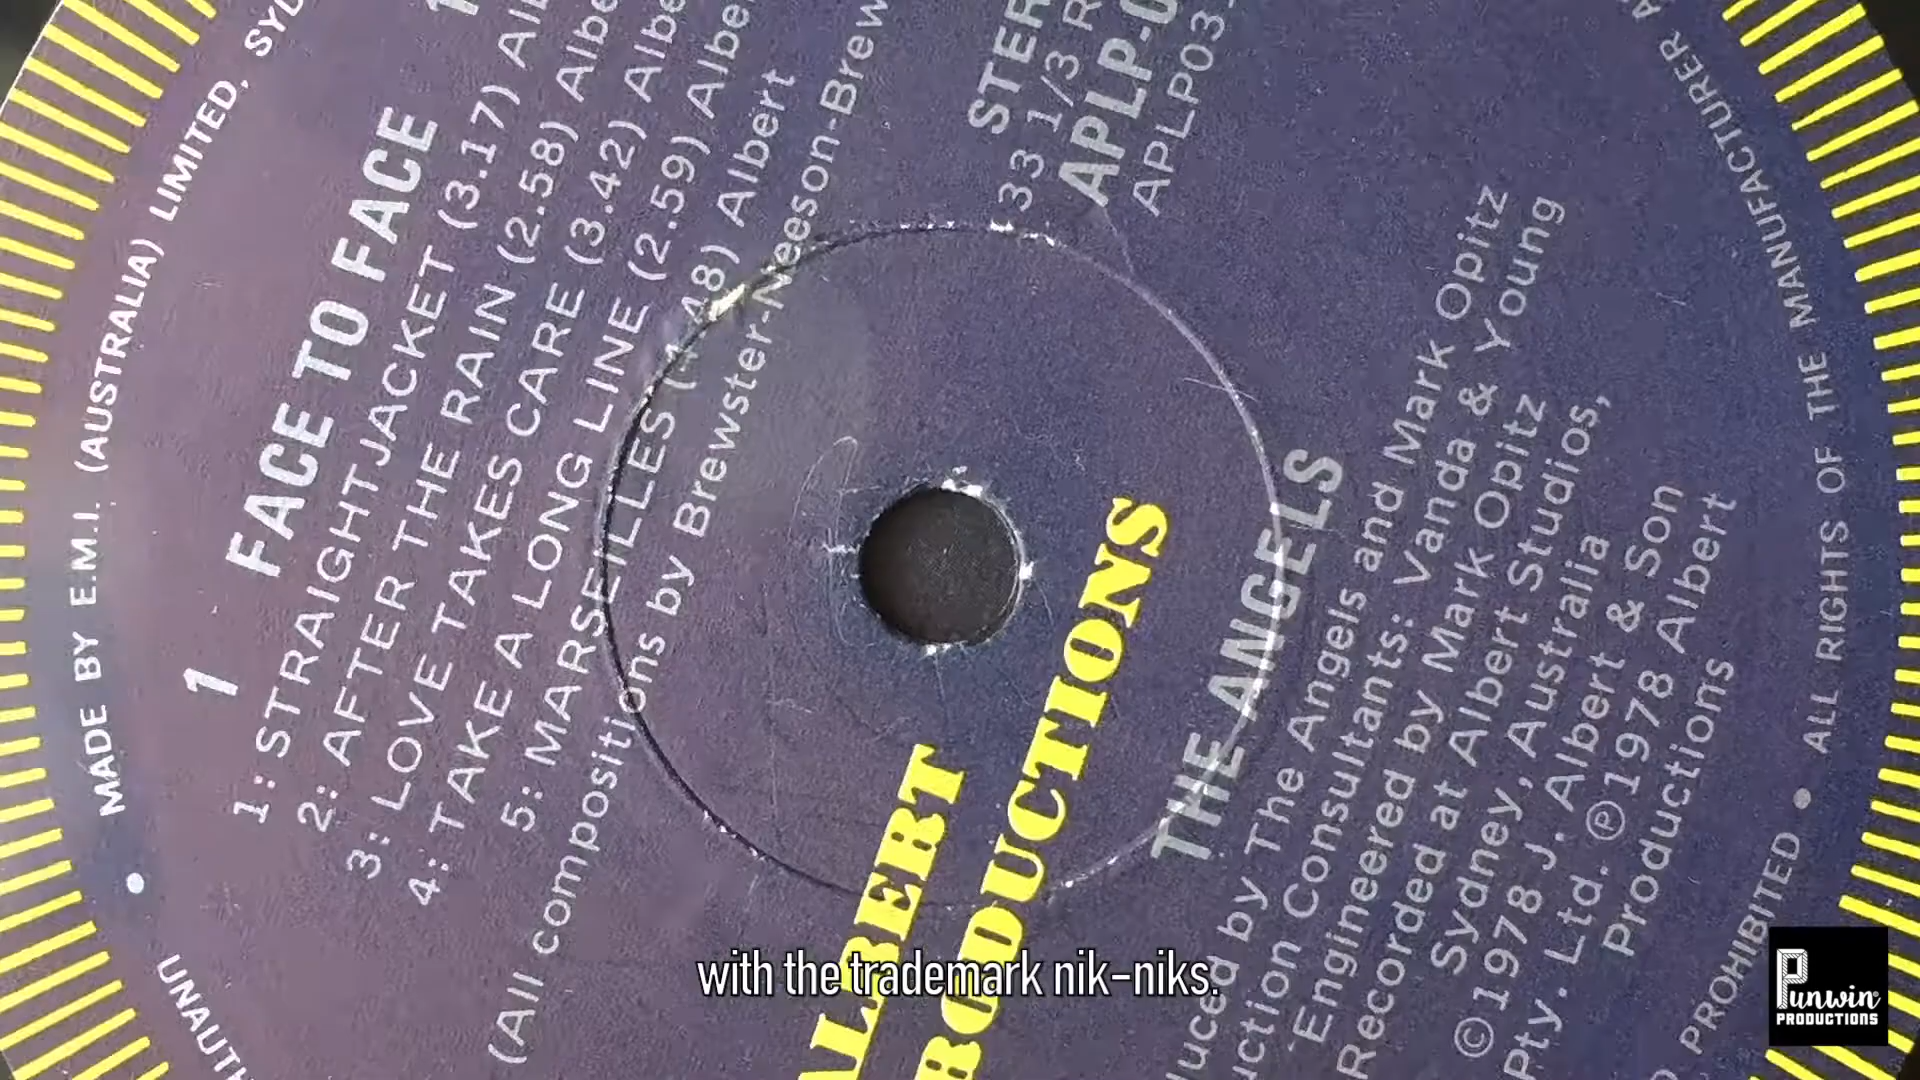 MADE BY E.M.I. (AUSTRALIA) LIMITED,
1
FACE TO FACE
1
1: STRAIGHTJACKET (3.17)
2: AFTER THE RAIN (2.58)
3: LOVE TAKES CARE (3.42)
4: TAKE A LONG LINE (2.59)
5: MARSEILLES (4.48) Albert
(All compositions by Brewster-Neeson-
33 1/3
ALBERT
PRODUCTIONS
THE ANGELS
by The Angels and Mark Opitz
Consultants: Vanda & Young
Engineered by Mark Opitz
Recorded at Albert Studios,
Sydney, Australia
©1978 J. Albert & Son
Pty. Ltd. ℗1978 Albert
Productions
ALL RIGHTS OF THE MANUFACTURER
PROHIBITED
with the trademark nik-niks.
Punwin
PRODUCTIONS